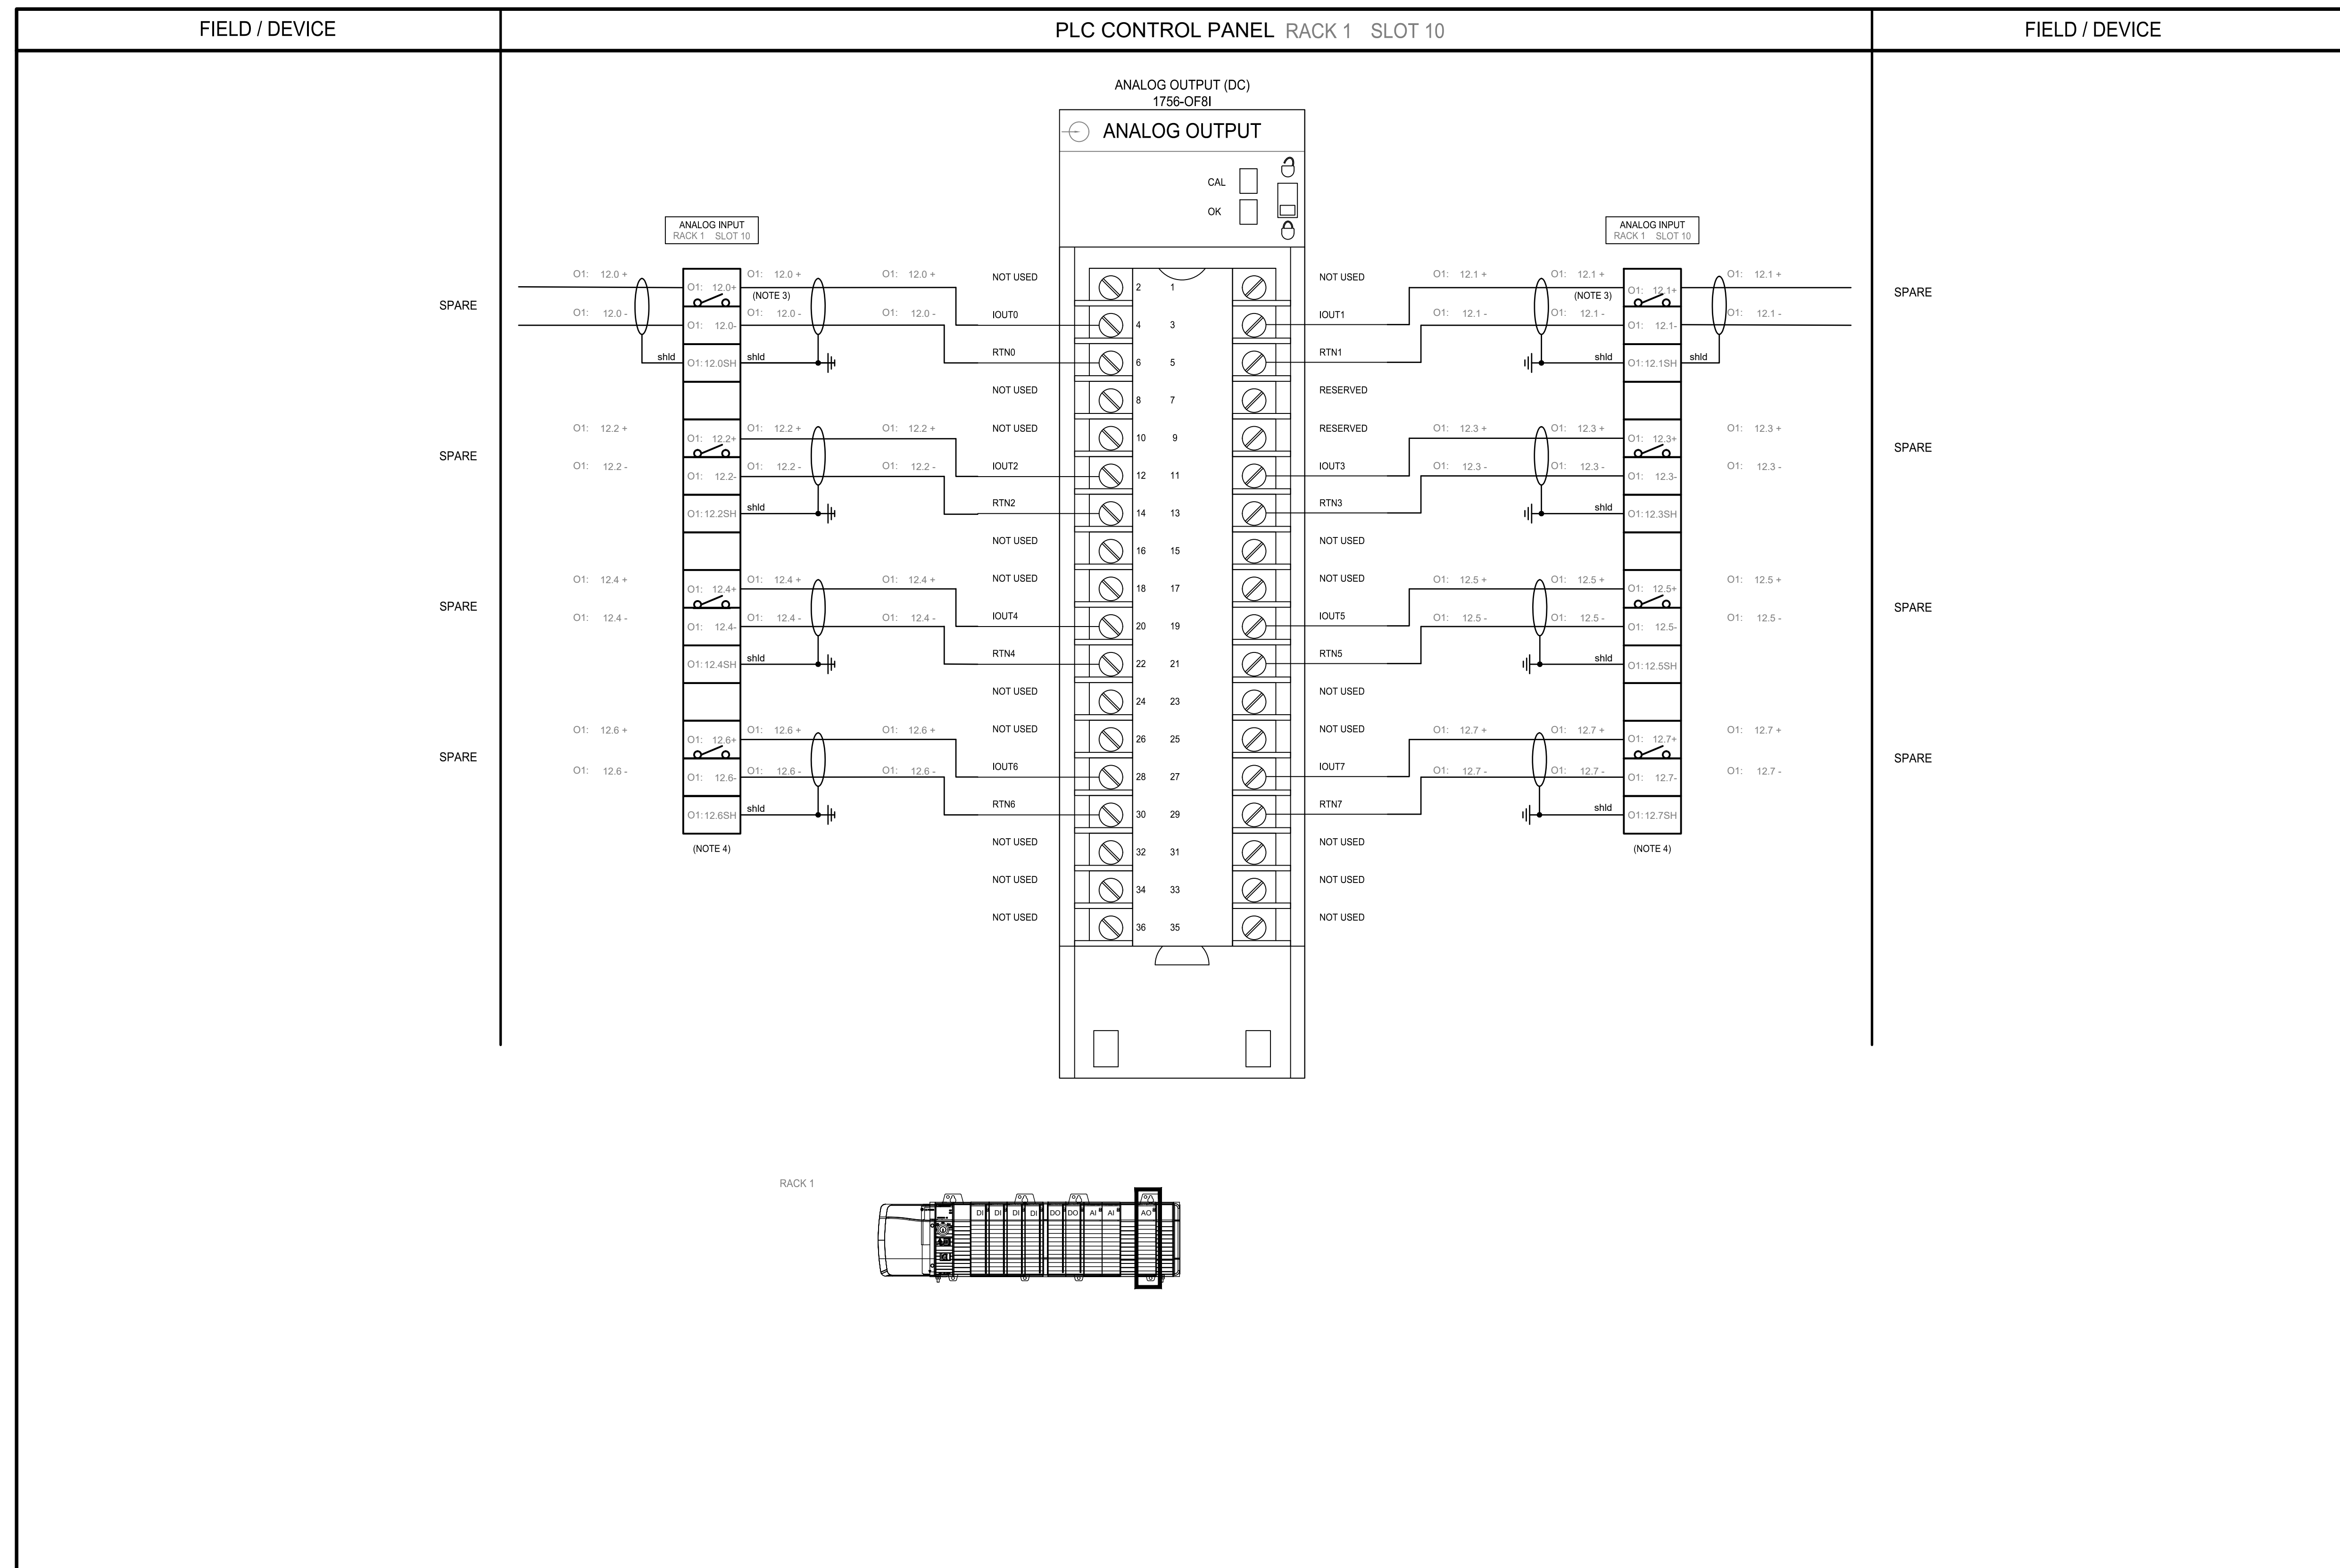 FIELD / DEVICE
PLC CONTROL PANEL RACK 1 SLOT 10
FIELD / DEVICE
ANALOG OUTPUT (DC)
1756-OF8I
ANALOG OUTPUT
CAL
OK
ANALOG INPUT
RACK 1 SLOT 10
ANALOG INPUT
RACK 1 SLOT 10
O1: 12.0 + O1: 12.0+ O1: 12.0 + O1: 12.0 + NOT USED 2 1 NOT USED O1: 12.1 + O1: 12.1 + O1: 12.1+ O1: 12.1 +
(NOTE 3) (NOTE 3)
SPARE SPARE
O1: 12.0 - O1: 12.0- O1: 12.0 - O1: 12.0 - IOUT0 4 3 IOUT1 O1: 12.1 - O1: 12.1 - O1: 12.1- O1: 12.1 -
shld O1: 12.0SH shld RTN0 6 5 RTN1 shld O1: 12.1SH shld
NOT USED 8 7 RESERVED
O1: 12.2 + O1: 12.2+ O1: 12.2 + O1: 12.2 + NOT USED 10 9 RESERVED O1: 12.3 + O1: 12.3 + O1: 12.3+ O1: 12.3 +
SPARE SPARE
O1: 12.2 - O1: 12.2- O1: 12.2 - O1: 12.2 - IOUT2 12 11 IOUT3 O1: 12.3 - O1: 12.3 - O1: 12.3- O1: 12.3 -
O1: 12.2SH shld RTN2 14 13 RTN3 shld O1: 12.3SH
NOT USED 16 15 NOT USED
O1: 12.4 + O1: 12.4+ O1: 12.4 + O1: 12.4 + NOT USED 18 17 NOT USED O1: 12.5 + O1: 12.5 + O1: 12.5+ O1: 12.5 +
SPARE SPARE
O1: 12.4 - O1: 12.4- O1: 12.4 - O1: 12.4 - IOUT4 20 19 IOUT5 O1: 12.5 - O1: 12.5 - O1: 12.5- O1: 12.5 -
O1: 12.4SH shld RTN4 22 21 RTN5 shld O1: 12.5SH
NOT USED 24 23 NOT USED
O1: 12.6 + O1: 12.6+ O1: 12.6 + O1: 12.6 + NOT USED 26 25 NOT USED O1: 12.7 + O1: 12.7 + O1: 12.7+ O1: 12.7 +
SPARE SPARE
O1: 12.6 - O1: 12.6- O1: 12.6 - O1: 12.6 - IOUT6 28 27 IOUT7 O1: 12.7 - O1: 12.7 - O1: 12.7- O1: 12.7 -
O1: 12.6SH shld RTN6 30 29 RTN7 shld O1: 12.7SH
(NOTE 4) NOT USED 32 31 NOT USED (NOTE 4)
NOT USED 34 33 NOT USED
NOT USED 36 35 NOT USED
RACK 1
DI DI DI DI DO DO AI AI AO